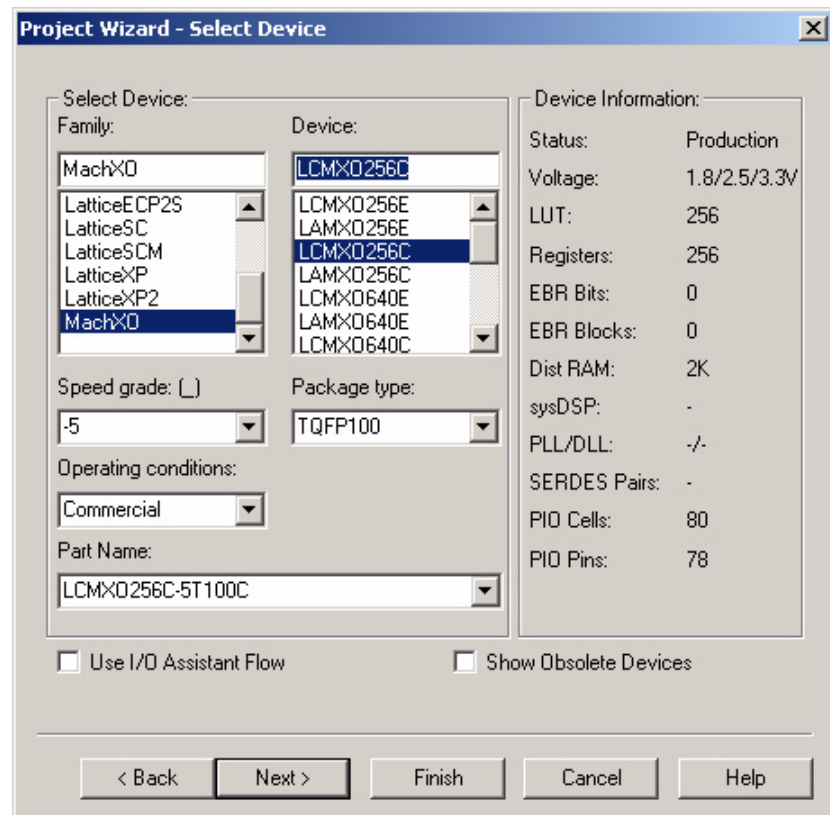 Project Wizard - Select Device
Select Device:
Family:
Device:
MachXO
LCMXO256C
LatticeECP2S
LatticeSC
LatticeSCM
LatticeXP
LatticeXP2
MachXO
LCMXO256E
LAMXO256E
LCMXO256C
LAMXO256C
LCMXO640E
LAMXO640E
LCMXO640C
Speed grade: (_)
Package type:
-5
TQFP100
Operating conditions:
Commercial
Part Name:
LCMXO256C-5T100C
Device Information:
Status: Production
Voltage: 1.8/2.5/3.3V
LUT: 256
Registers: 256
EBR Bits: 0
EBR Blocks: 0
Dist RAM: 2K
sysDSP: -
PLL/DLL: -/-
SERDES Pairs: -
PIO Cells: 80
PIO Pins: 78
Use I/O Assistant Flow
Show Obsolete Devices
< Back
Next >
Finish
Cancel
Help